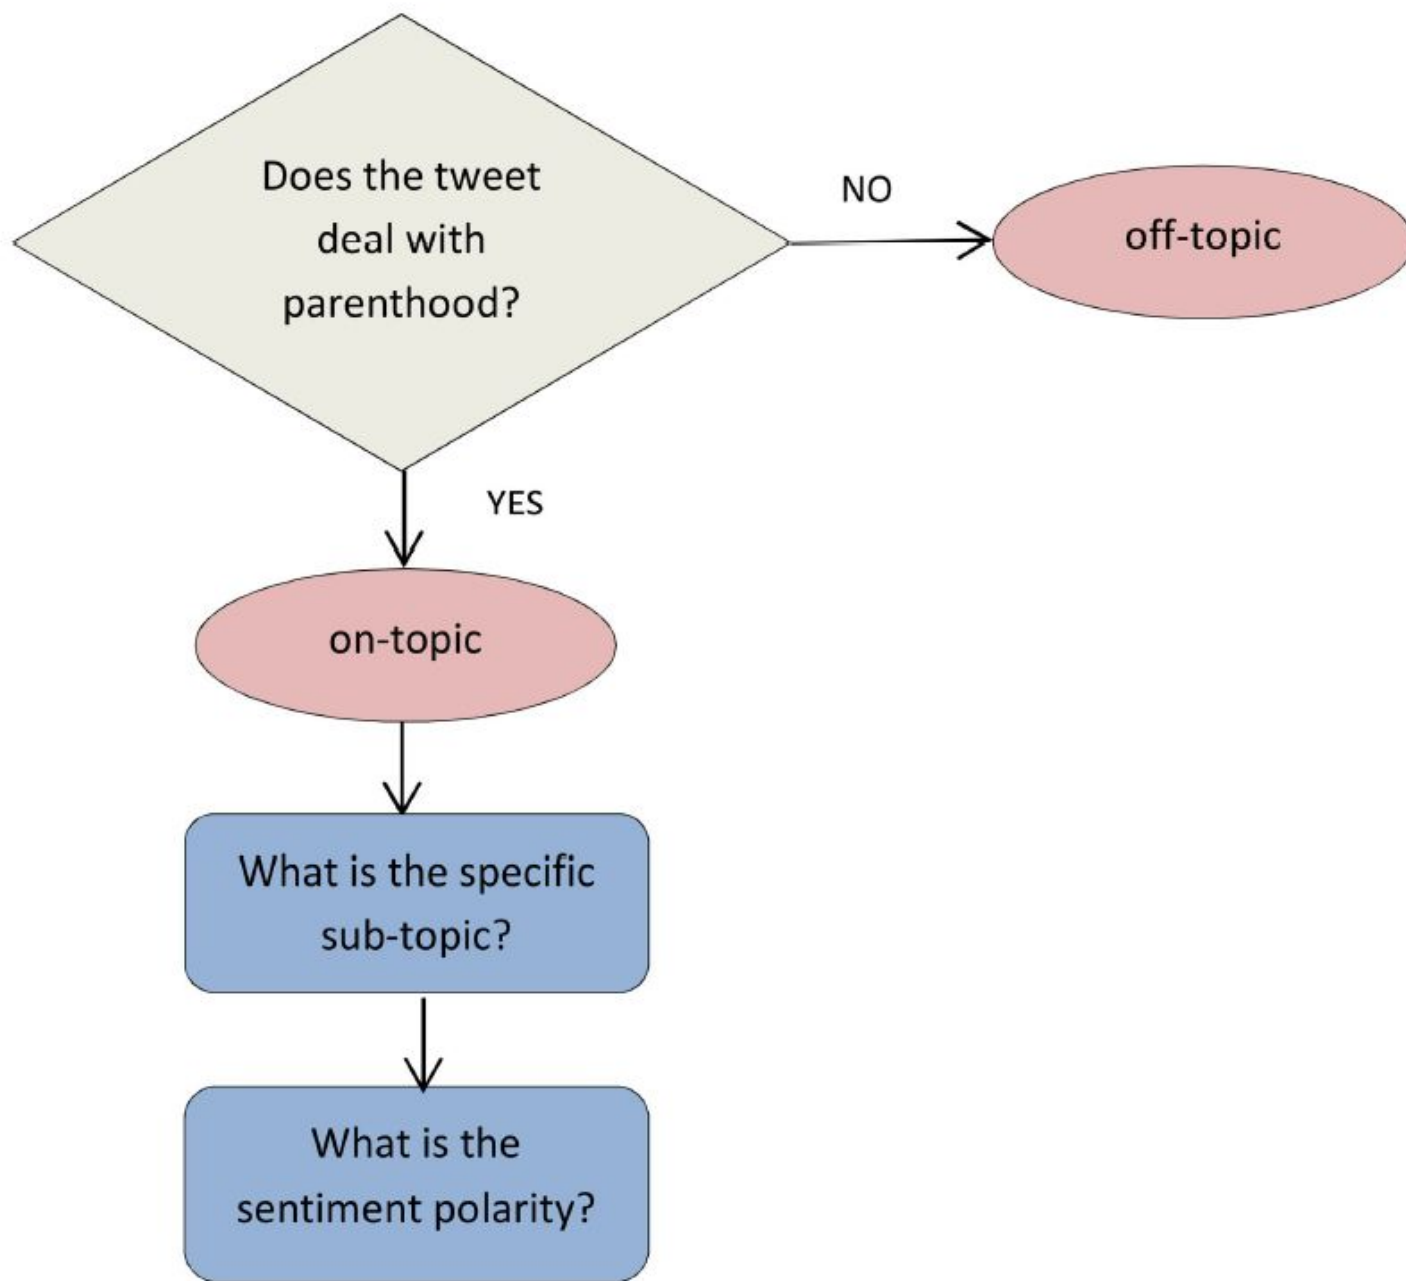 Does the tweet
deal with
parenthood?
NO
off-topic
YES
on-topic
What is the specific
sub-topic?
What is the
sentiment polarity?